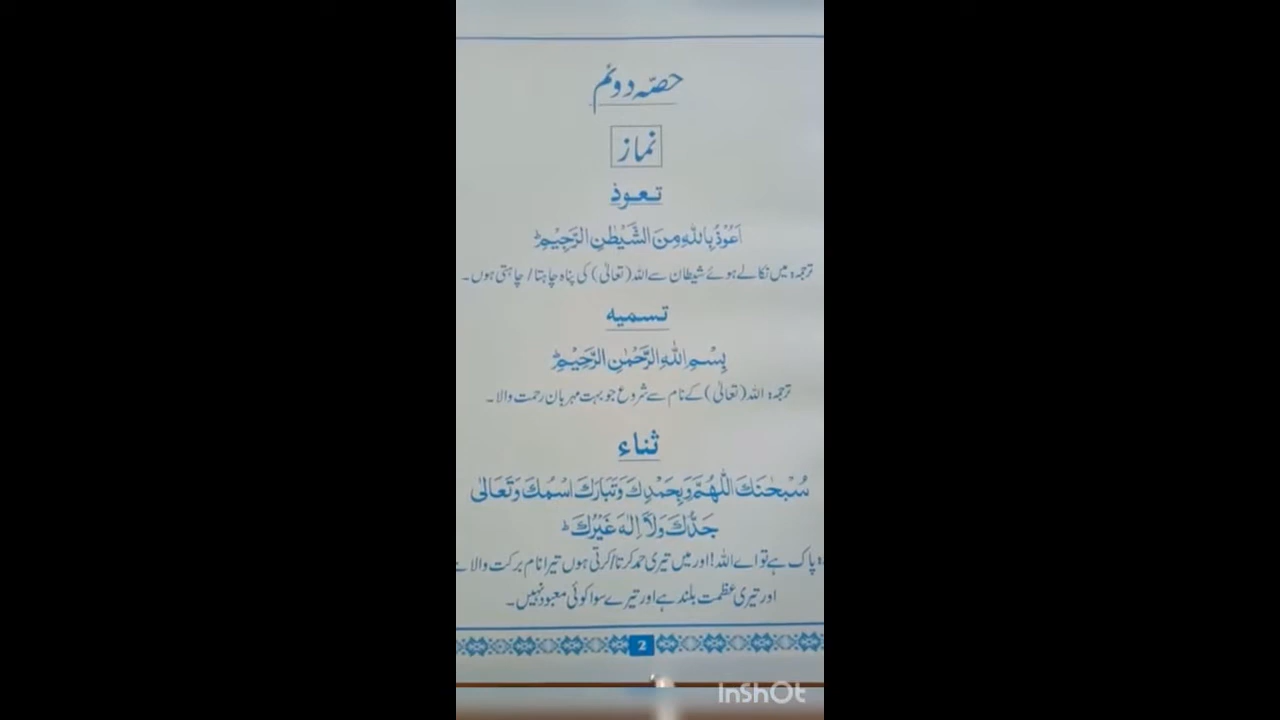 حصّہ دوئم
نماز
تعوذ
اَعُوْذُ بِاللهِ مِنَ الشَّيْطٰنِ الرَّجِيْمِ ؕ
ترجمہ: میں نکالے ہوئے شیطان سے اللہ (تعالیٰ) کی پناہ چاہتا / چاہتی ہوں۔
تسمیہ
بِسْمِ اللهِ الرَّحْمٰنِ الرَّحِيْمِ ؕ
ترجمہ: اللہ (تعالیٰ) کے نام سے شروع جو بہت مہربان رحمت والا۔
ثناء
سُبْحٰنَكَ اللّٰهُمَّ وَبِحَمْدِكَ وَتَبَارَكَ اسْمُكَ وَتَعَالٰى
جَدُّكَ وَلَآ اِلٰهَ غَيْرُكَ ؕ
پاک ہے تو اے اللہ! اور میں تیری حمد کرتا/کرتی ہوں تیرا نام برکت والا
اور تیری عظمت بلند ہے اور تیرے سوا کوئی معبود نہیں۔
2
InShOt